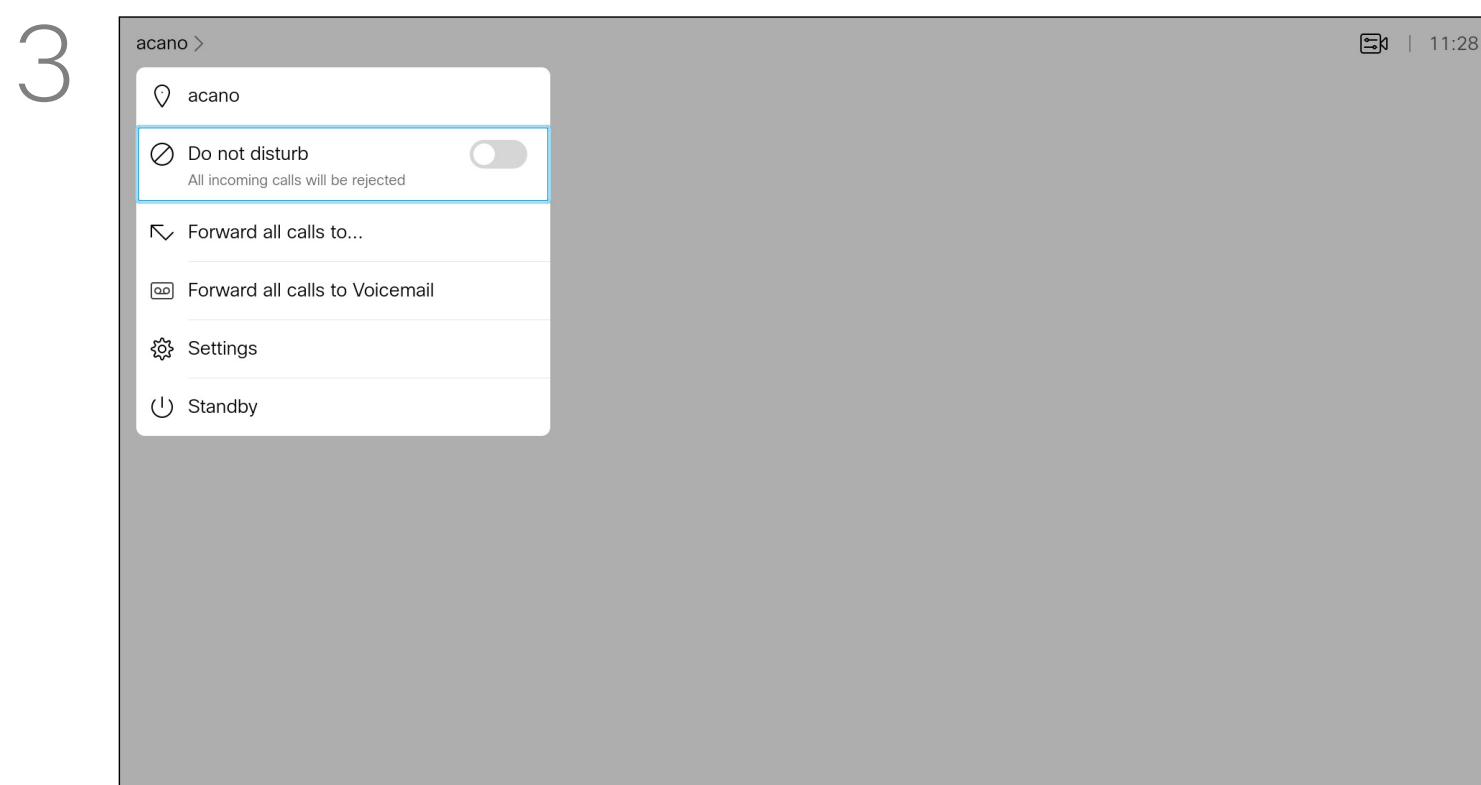 3
acano >
11:28
acano
Do not disturb
All incoming calls will be rejected
Forward all calls to...
Forward all calls to Voicemail
Settings
Standby